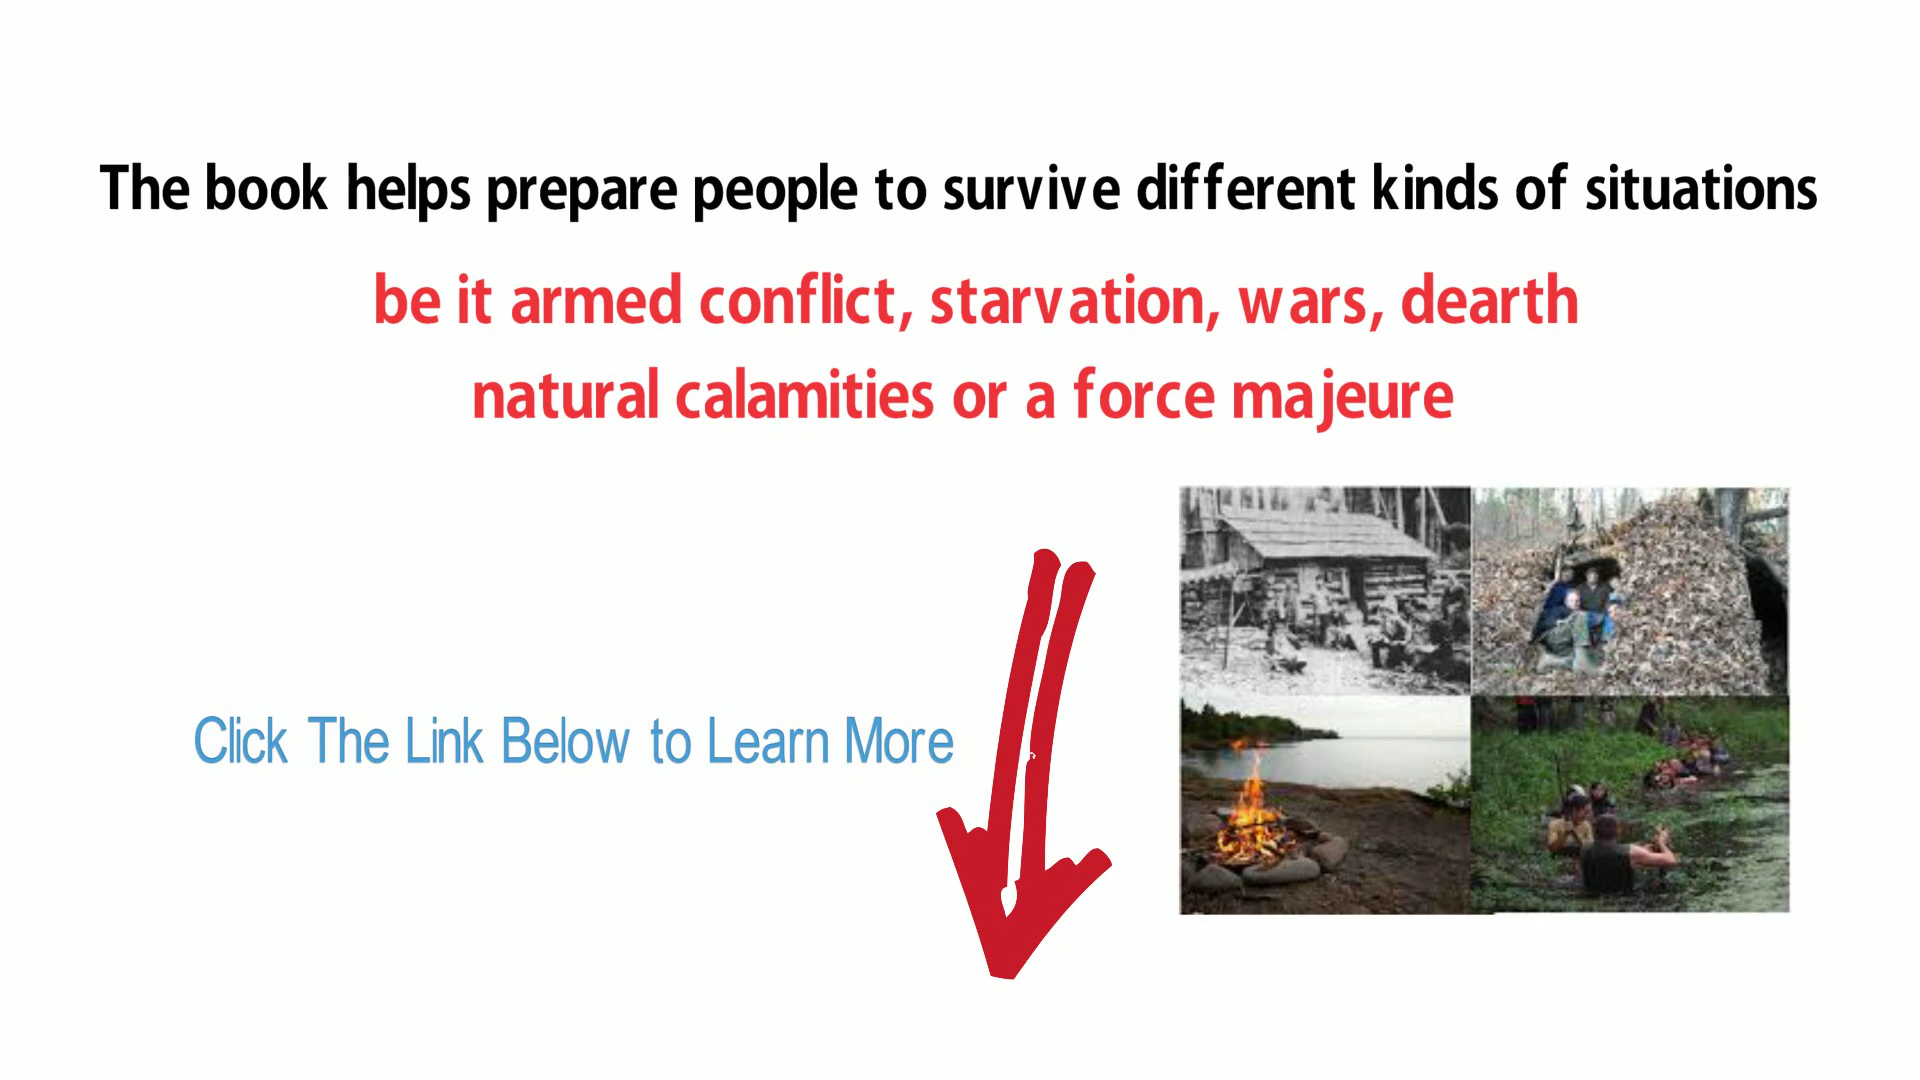 The book helps prepare people to survive different kinds of situations
be it armed conflict, starvation, wars, dearth
natural calamities or a force majeure
Click The Link Below to Learn More